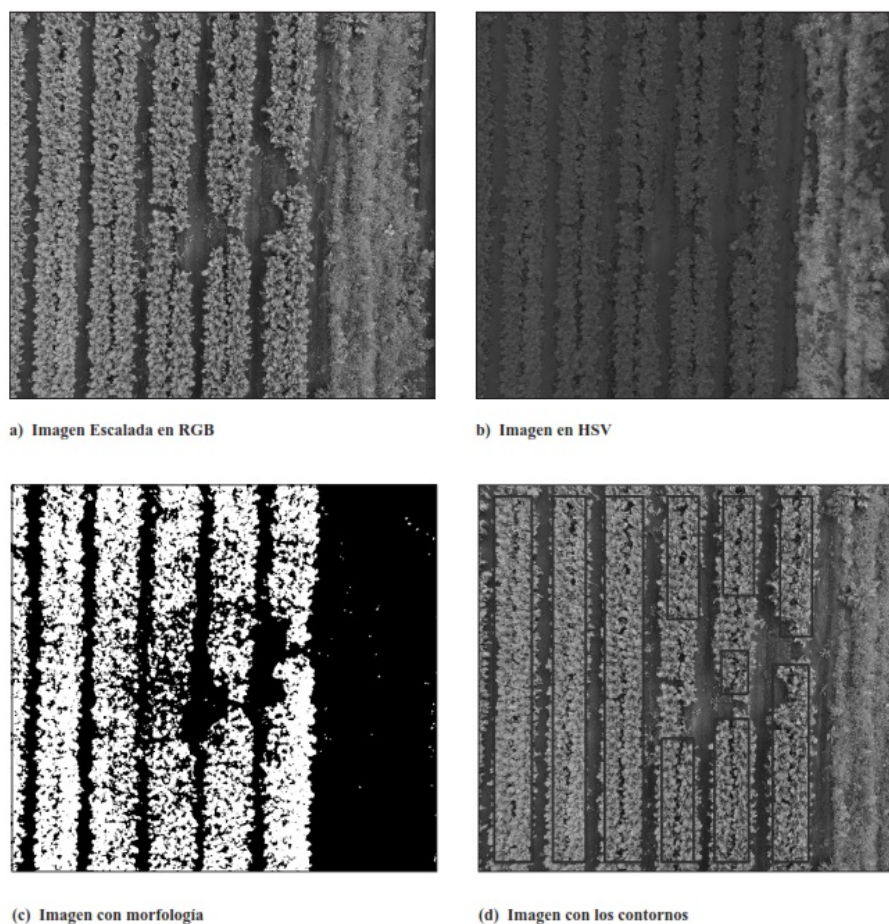 a) Imagen Escalada en RGB
b) Imagen en HSV
(c) Imagen con morfología
(d) Imagen con los contornos